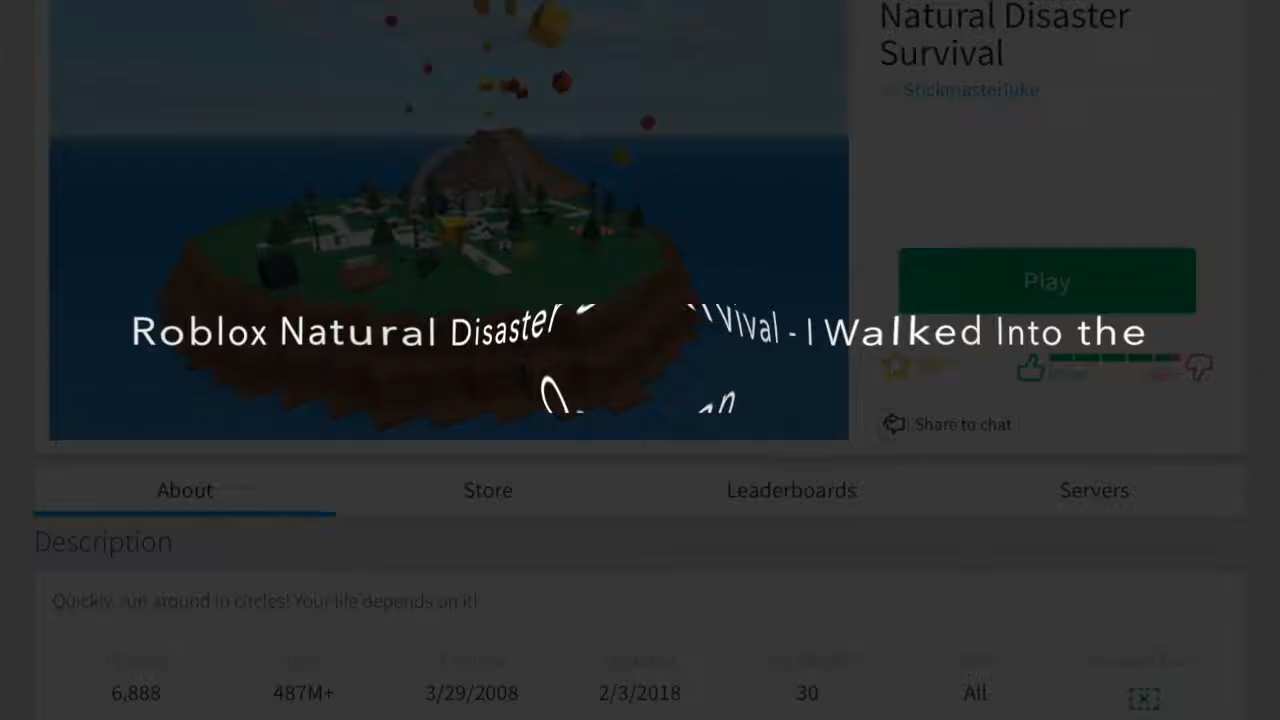 Natural Disaster
Survival
Stickmasterluke
Play
Roblox Natural Disaster Survival - I Walked Into the
Share to chat
About Store Leaderboards Servers
Description
Quickly, run around in circles! Your life depends on it!
6,888 487M+ 3/29/2008 2/3/2018 30 All